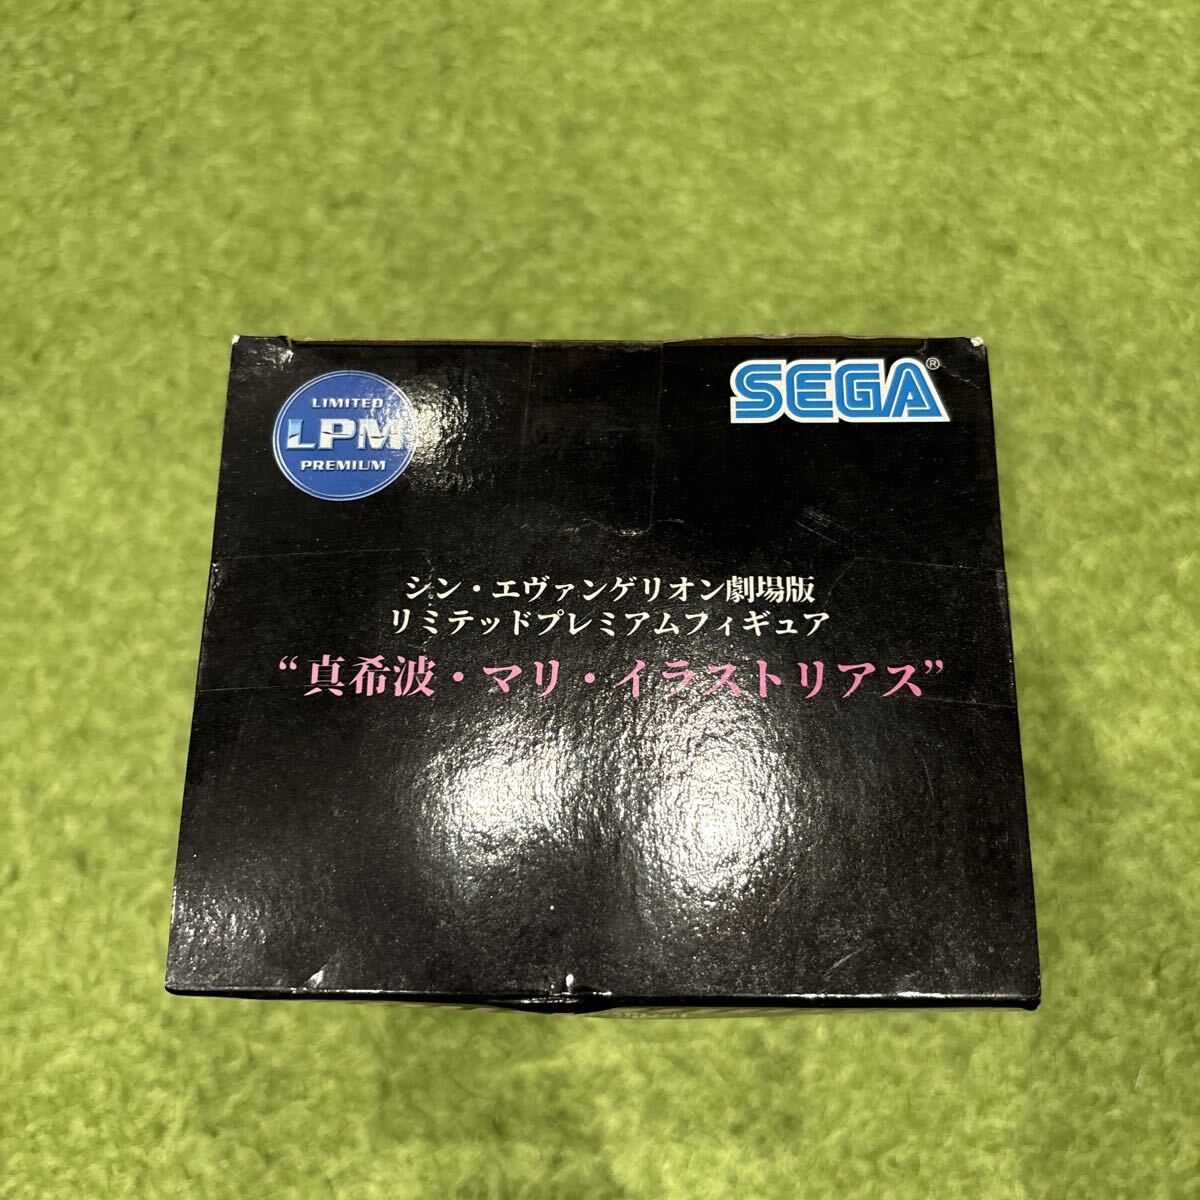 LIMITED
LPM
PREMIUM
SEGA®
シン・エヴァンゲリオン劇場版
リミテッドプレミアムフィギュア
“真希波・マリ・イラストリアス”